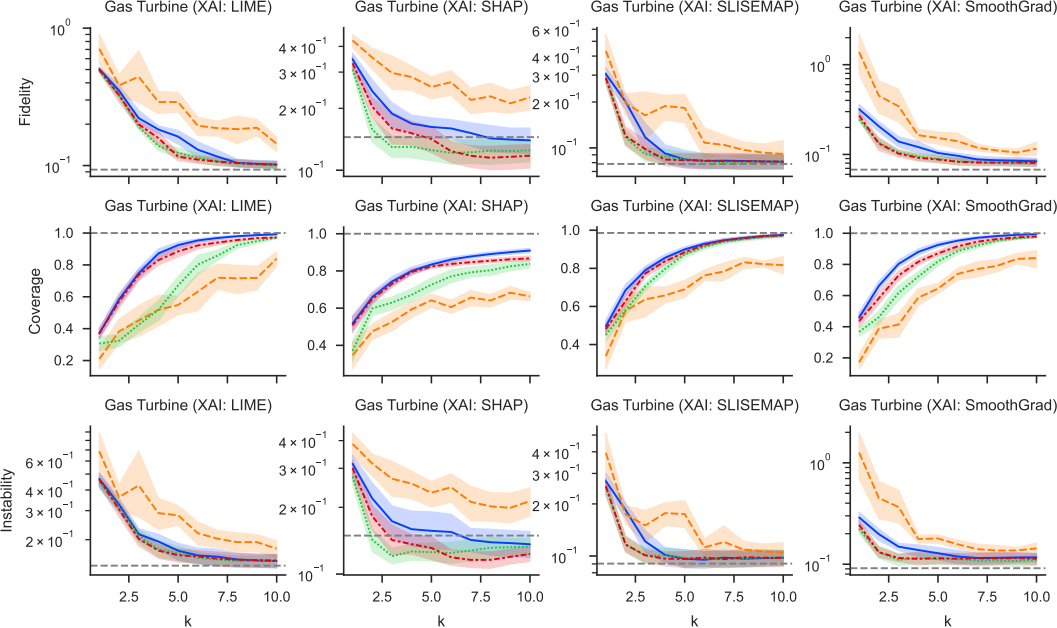 Gas Turbine (XAI: LIME)
Gas Turbine (XAI: SHAP)
Gas Turbine (XAI: SLISEMAP)
Gas Turbine (XAI: SmoothGrad)
Fidelity
10⁰
10⁻¹
4 × 10⁻¹
3 × 10⁻¹
2 × 10⁻¹
10⁻¹
6 × 10⁻¹
4 × 10⁻¹
3 × 10⁻¹
2 × 10⁻¹
10⁻¹
10⁰
10⁻¹
Gas Turbine (XAI: LIME)
Gas Turbine (XAI: SHAP)
Gas Turbine (XAI: SLISEMAP)
Gas Turbine (XAI: SmoothGrad)
Coverage
1.0
0.8
0.6
0.4
0.2
1.0
0.8
0.6
0.4
1.0
0.8
0.6
0.4
1.0
0.8
0.6
0.4
0.2
Gas Turbine (XAI: LIME)
Gas Turbine (XAI: SHAP)
Gas Turbine (XAI: SLISEMAP)
Gas Turbine (XAI: SmoothGrad)
Instability
6 × 10⁻¹
4 × 10⁻¹
3 × 10⁻¹
2 × 10⁻¹
4 × 10⁻¹
3 × 10⁻¹
2 × 10⁻¹
10⁻¹
4 × 10⁻¹
3 × 10⁻¹
2 × 10⁻¹
10⁻¹
10⁰
10⁻¹
2.5 5.0 7.5 10.0
2.5 5.0 7.5 10.0
2.5 5.0 7.5 10.0
2.5 5.0 7.5 10.0
k
k
k
k